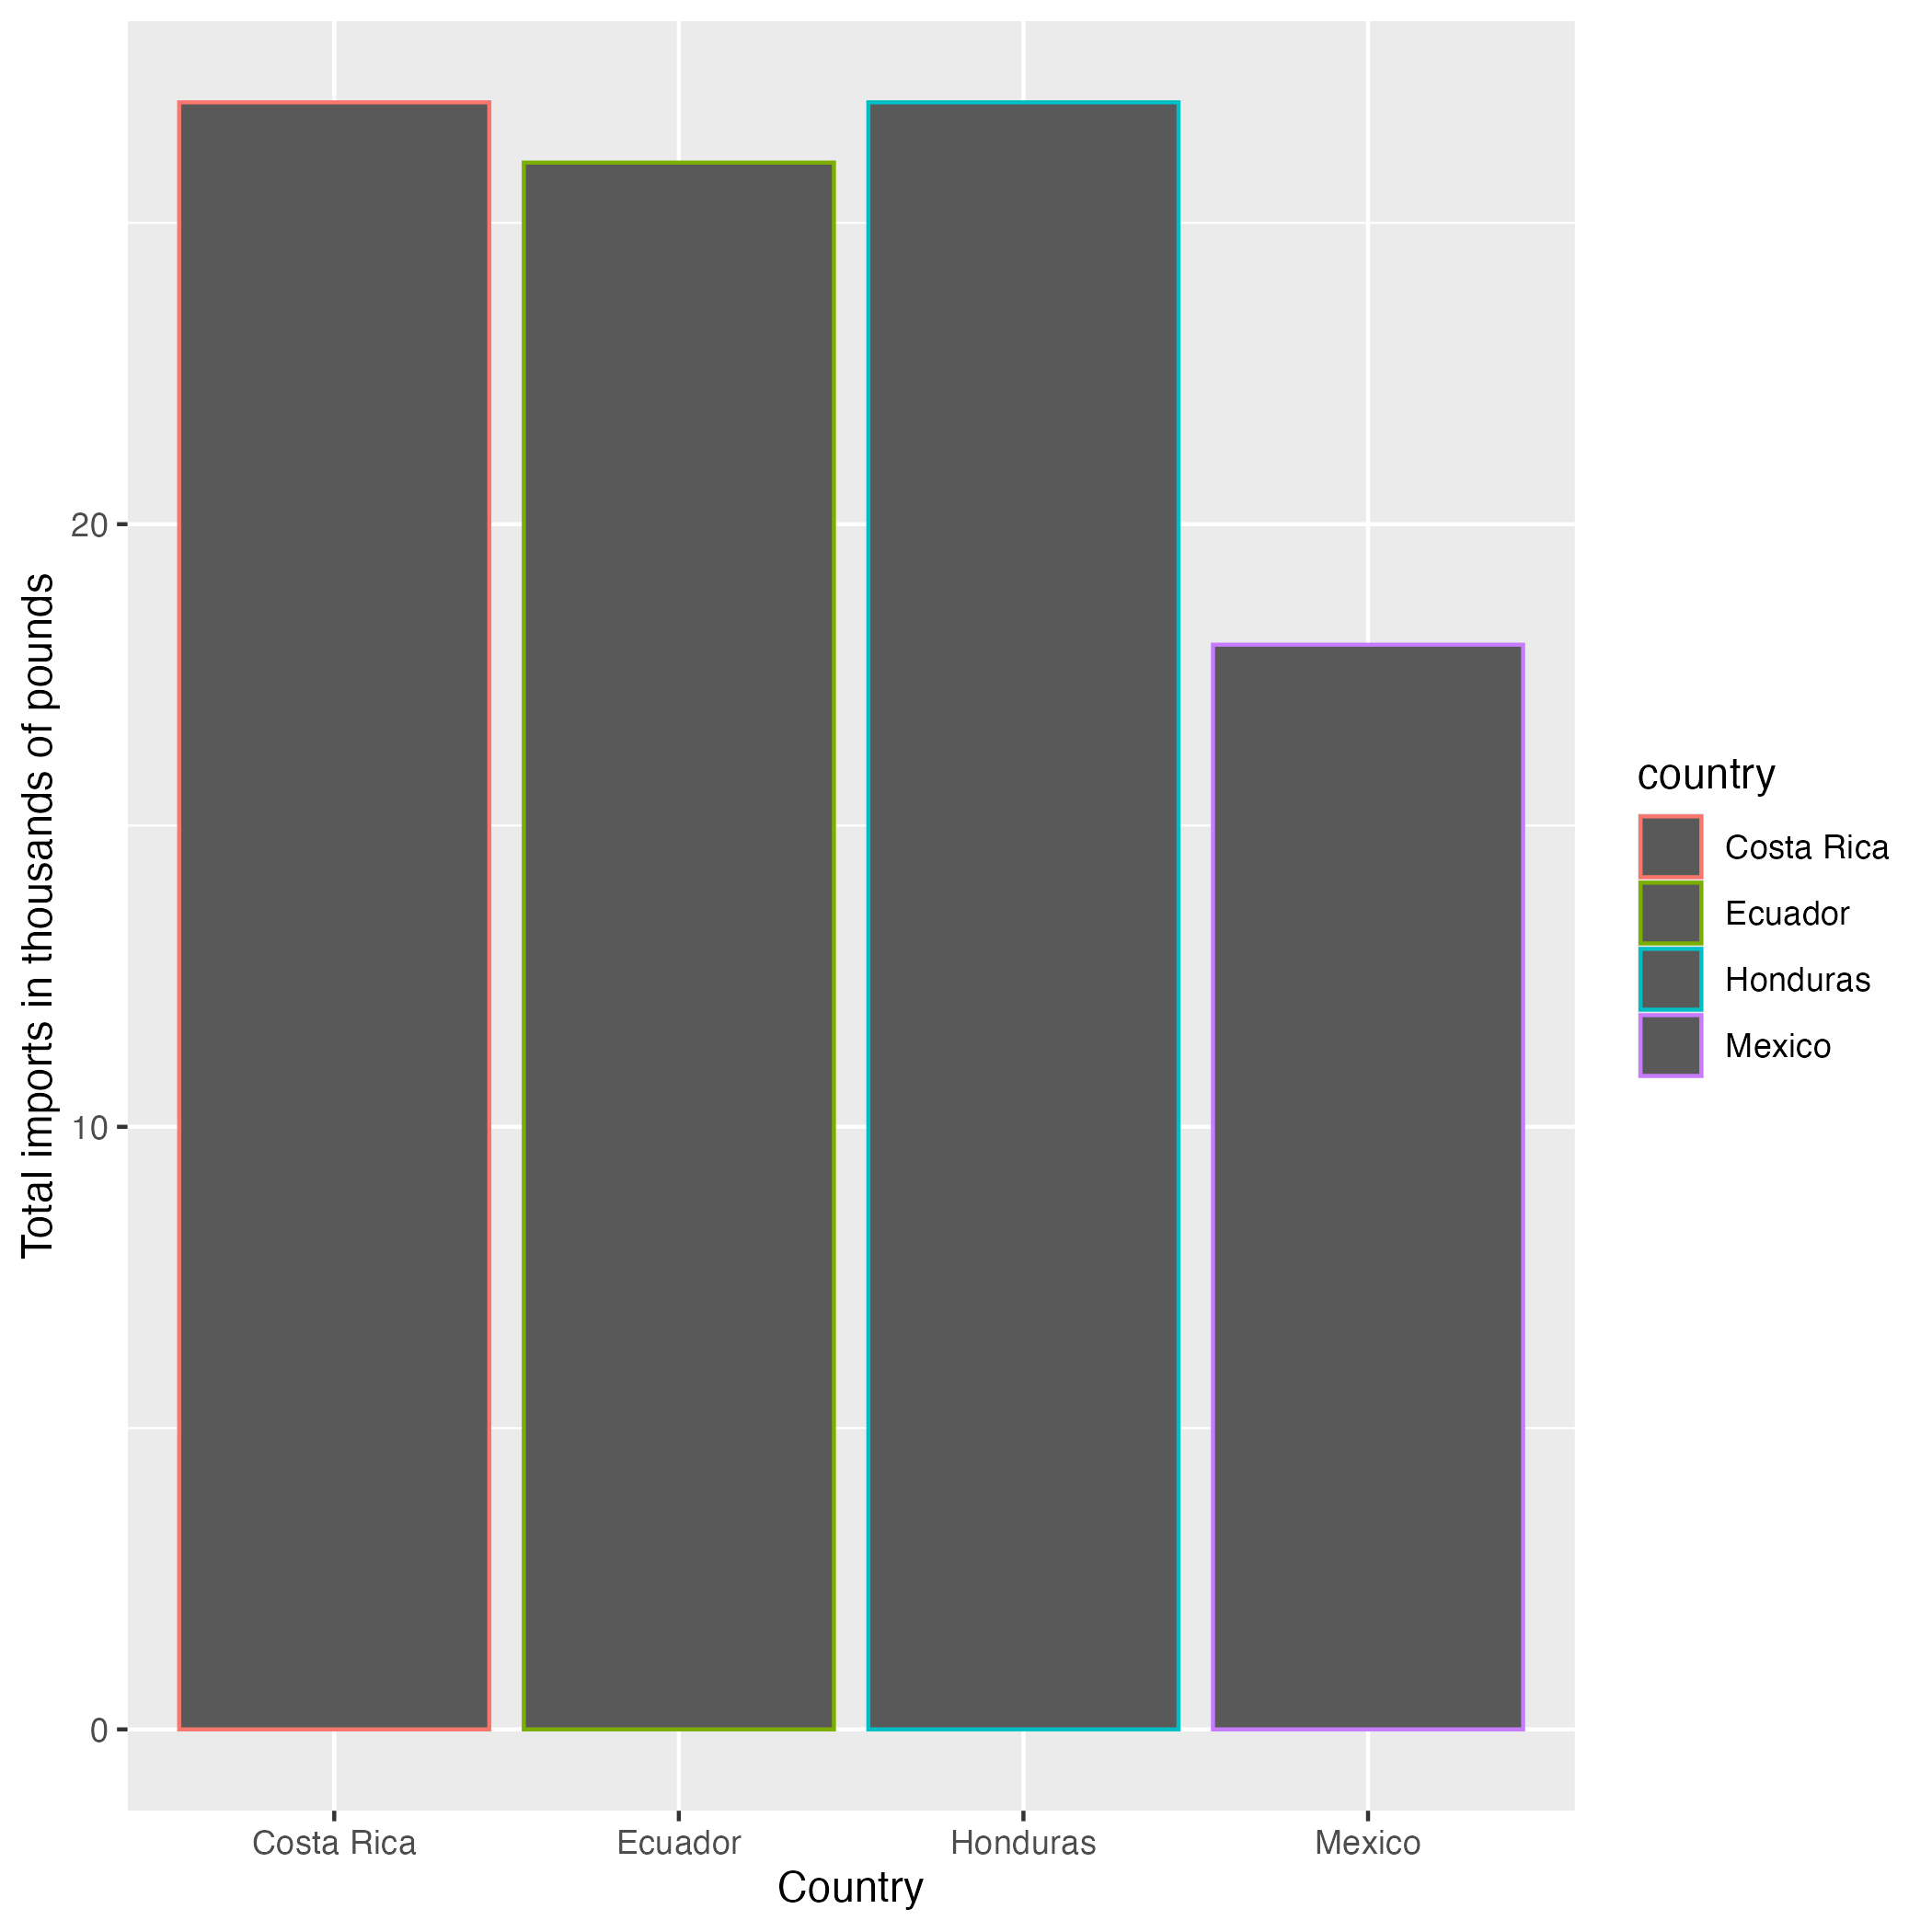 Total imports in thousands of pounds
20
10
0
Costa Rica
Ecuador
Honduras
Mexico
Country
country
Costa Rica
Ecuador
Honduras
Mexico